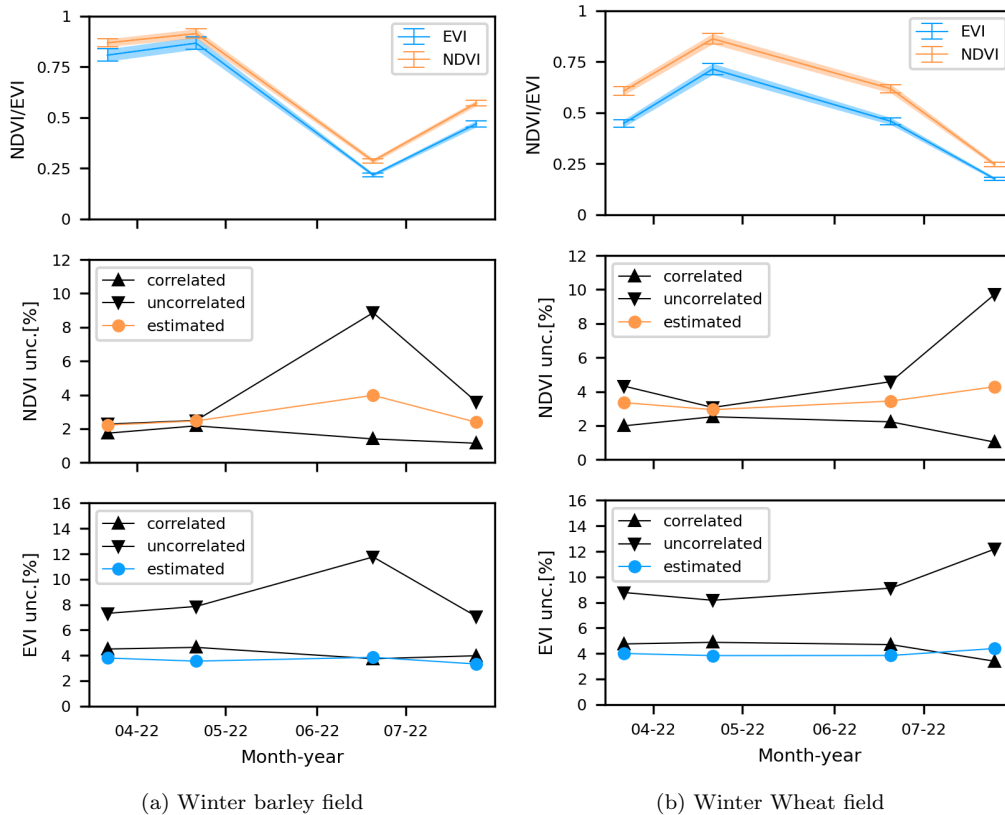 1
0.75
0.5
0.25
0
NDVI/EVI
EVI
NDVI
12
10
8
6
4
2
0
NDVI unc.[%]
correlated
uncorrelated
estimated
16
14
12
10
8
6
4
2
0
EVI unc.[%]
correlated
uncorrelated
estimated
04-22
05-22
06-22
07-22
Month-year
(a) Winter barley field
1
0.75
0.5
0.25
0
NDVI/EVI
EVI
NDVI
12
10
8
6
4
2
0
NDVI unc.[%]
correlated
uncorrelated
estimated
16
14
12
10
8
6
4
2
0
EVI unc.[%]
correlated
uncorrelated
estimated
04-22
05-22
06-22
07-22
Month-year
(b) Winter Wheat field